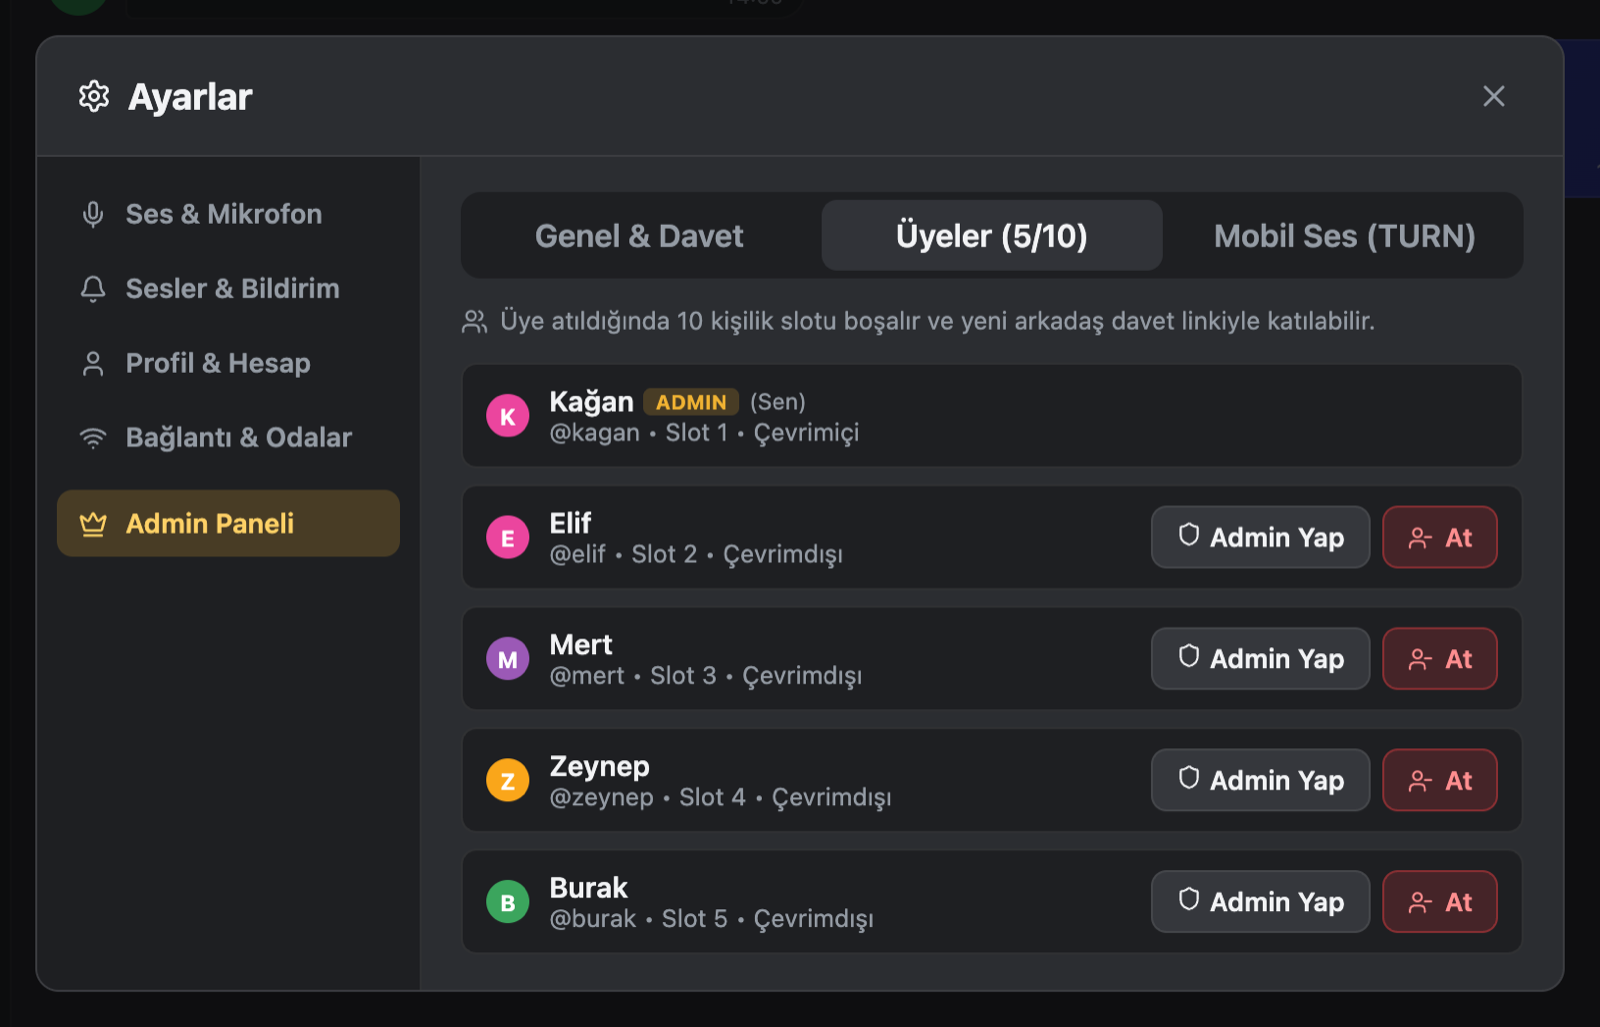 Ayarlar
Ses & Mikrofon
Sesler & Bildirim
Profil & Hesap
Bağlantı & Odalar
Admin Paneli
Genel & Davet
Üyeler (5/10)
Mobil Ses (TURN)
Üye atıldığında 10 kişilik slotu boşalır ve yeni arkadaş davet linkiyle katılabilir.
K
Kağan ADMIN (Sen)
@kagan • Slot 1 • Çevrimiçi
E
Elif
@elif • Slot 2 • Çevrimdışı
Admin Yap
At
M
Mert
@mert • Slot 3 • Çevrimdışı
Admin Yap
At
Z
Zeynep
@zeynep • Slot 4 • Çevrimdışı
Admin Yap
At
B
Burak
@burak • Slot 5 • Çevrimdışı
Admin Yap
At